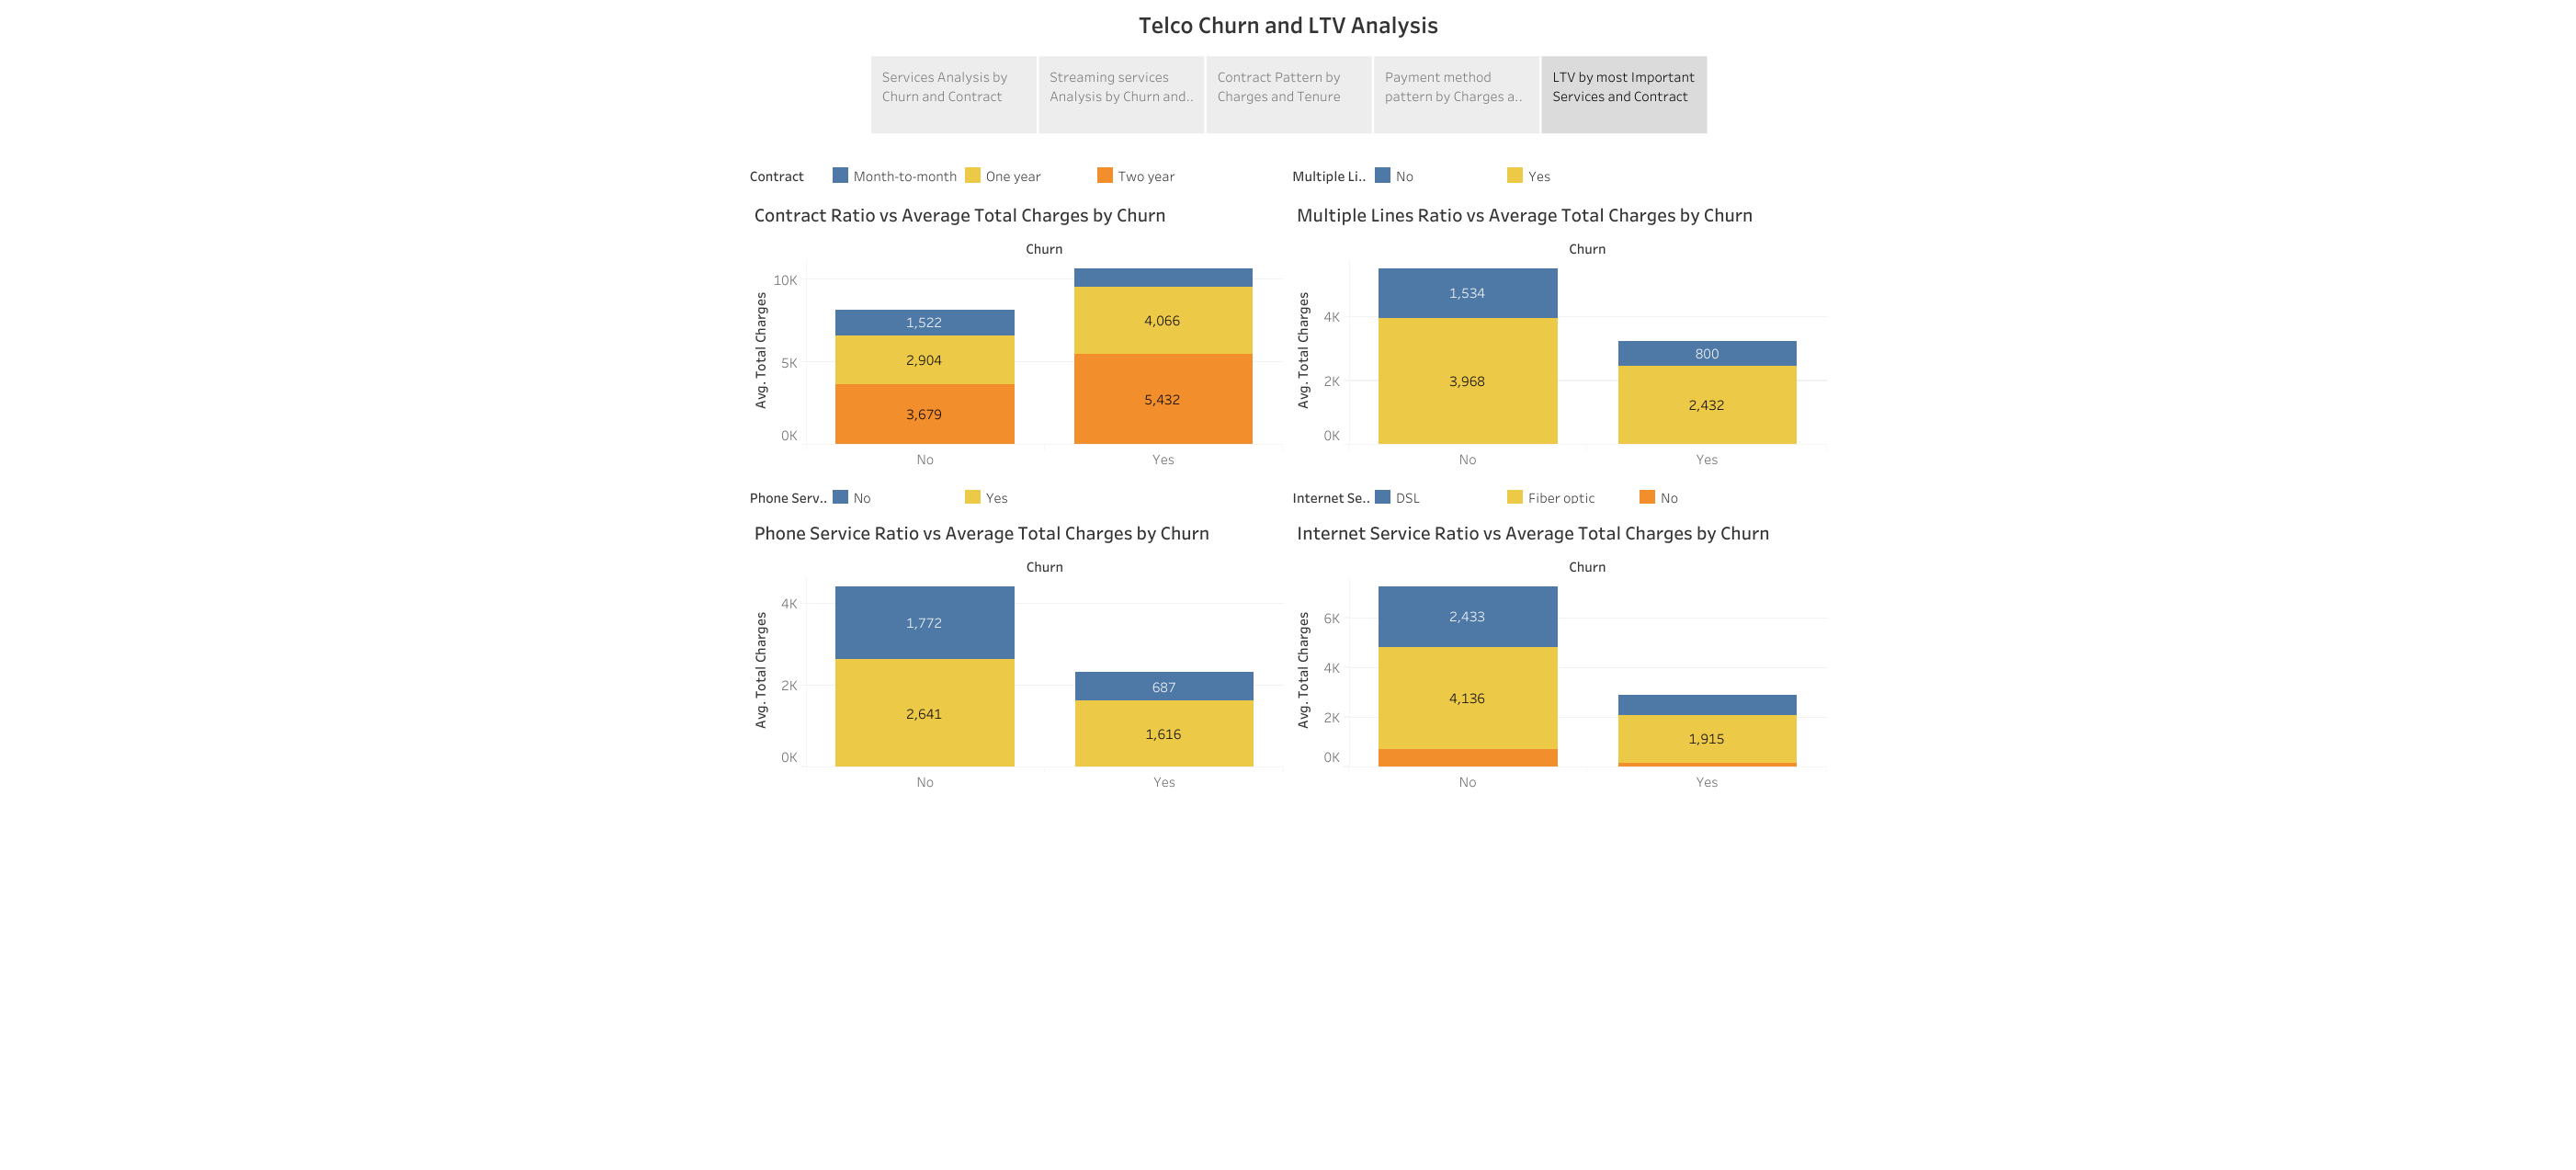 Telco Churn and LTV Analysis
Services Analysis by
Churn and Contract
Streaming services
Analysis by Churn and..
Contract Pattern by
Charges and Tenure
Payment method
pattern by Charges a..
LTV by most Important
Services and Contract
Contract Month-to-month One year Two year
Contract Ratio vs Average Total Charges by Churn
Churn
Avg. Total Charges
10K
5K
0K
1,522
2,904
3,679
4,066
5,432
No Yes
Multiple Li.. No Yes
Multiple Lines Ratio vs Average Total Charges by Churn
Churn
Avg. Total Charges
4K
2K
0K
1,534
3,968
800
2,432
No Yes
Phone Serv.. No Yes
Phone Service Ratio vs Average Total Charges by Churn
Churn
Avg. Total Charges
4K
2K
0K
1,772
2,641
687
1,616
No Yes
Internet Se.. DSL Fiber optic No
Internet Service Ratio vs Average Total Charges by Churn
Churn
Avg. Total Charges
6K
4K
2K
0K
2,433
4,136
1,915
No Yes